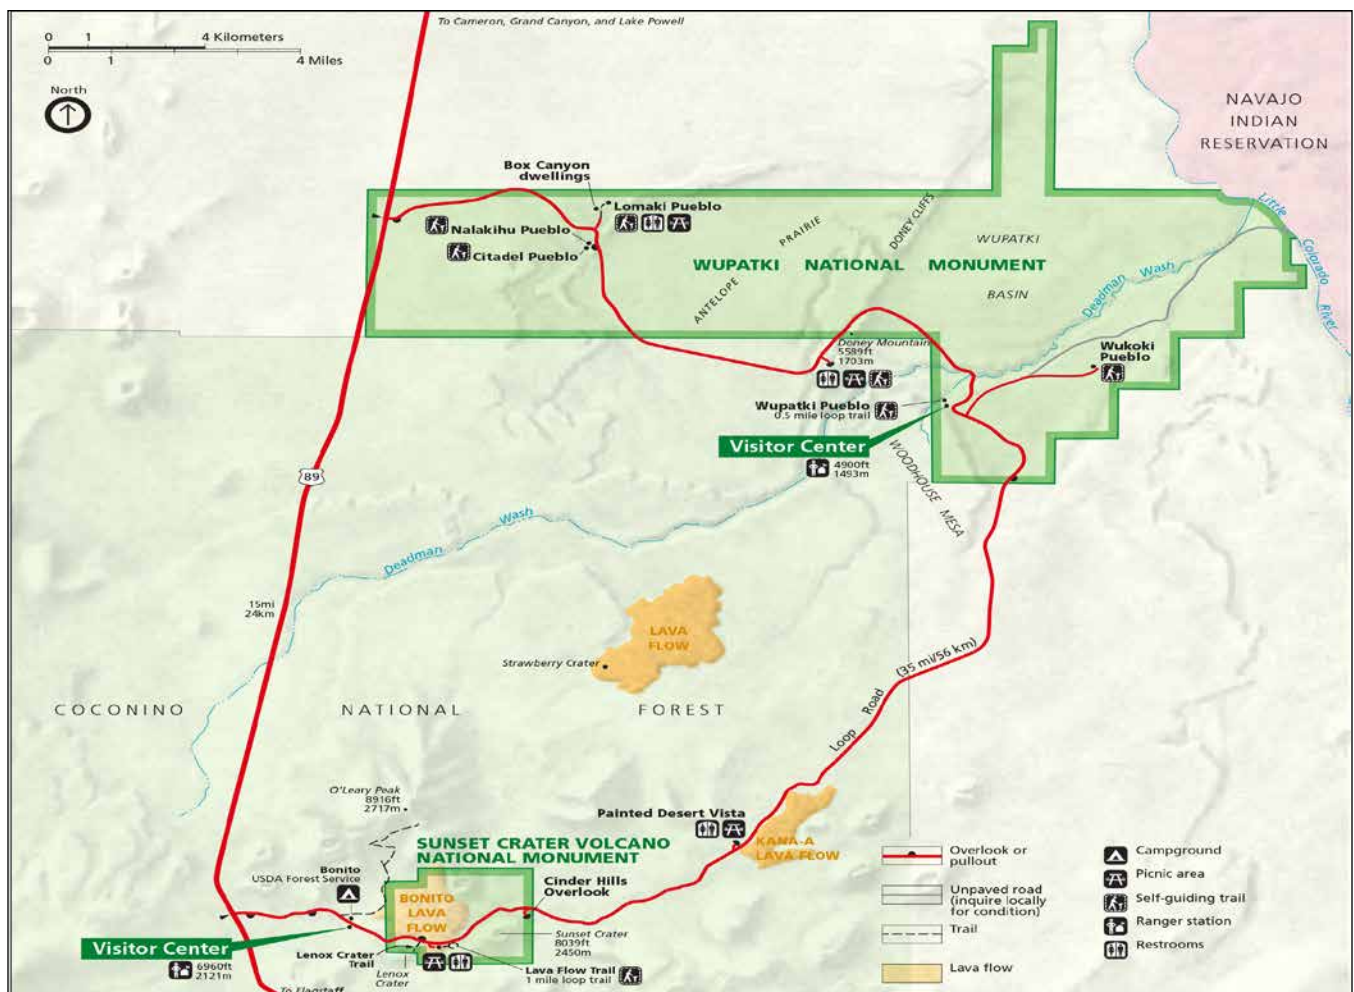 To Cameron, Grand Canyon, and Lake Powell
0 1 4 Kilometers
0 1 4 Miles
North
NAVAJO
INDIAN
RESERVATION
Box Canyon
dwellings
Lomaki Pueblo
Nalakihu Pueblo
Citadel Pueblo
ANTELOPE PRAIRIE
DONEY CLIFFS
WUPATKI
BASIN
WUPATKI NATIONAL MONUMENT
Little Colorado River
Deadman Wash
Doney Mountain
5589ft
1703m
Wukoki
Pueblo
Wupatki Pueblo
0.5 mile loop trail
Visitor Center
4900ft
1493m
WOODHOUSE MESA
89
Deadman Wash
15mi
24km
LAVA
FLOW
Strawberry Crater
Loop Road (35 mi/56 km)
COCONINO NATIONAL FOREST
O'Leary Peak
8916ft
2717m
Painted Desert Vista
KANA-A
LAVA FLOW
SUNSET CRATER VOLCANO
NATIONAL MONUMENT
Bonito
USDA Forest Service
BONITO
LAVA
FLOW
Cinder Hills
Overlook
Sunset Crater
8039ft
2450m
Visitor Center
6960ft
2121m
Lenox Crater
Trail
Lenox
Crater
Lava Flow Trail
1 mile loop trail
To Flagstaff
Overlook or
pullout
Unpaved road
(inquire locally
for condition)
Trail
Lava flow
Campground
Picnic area
Self-guiding trail
Ranger station
Restrooms